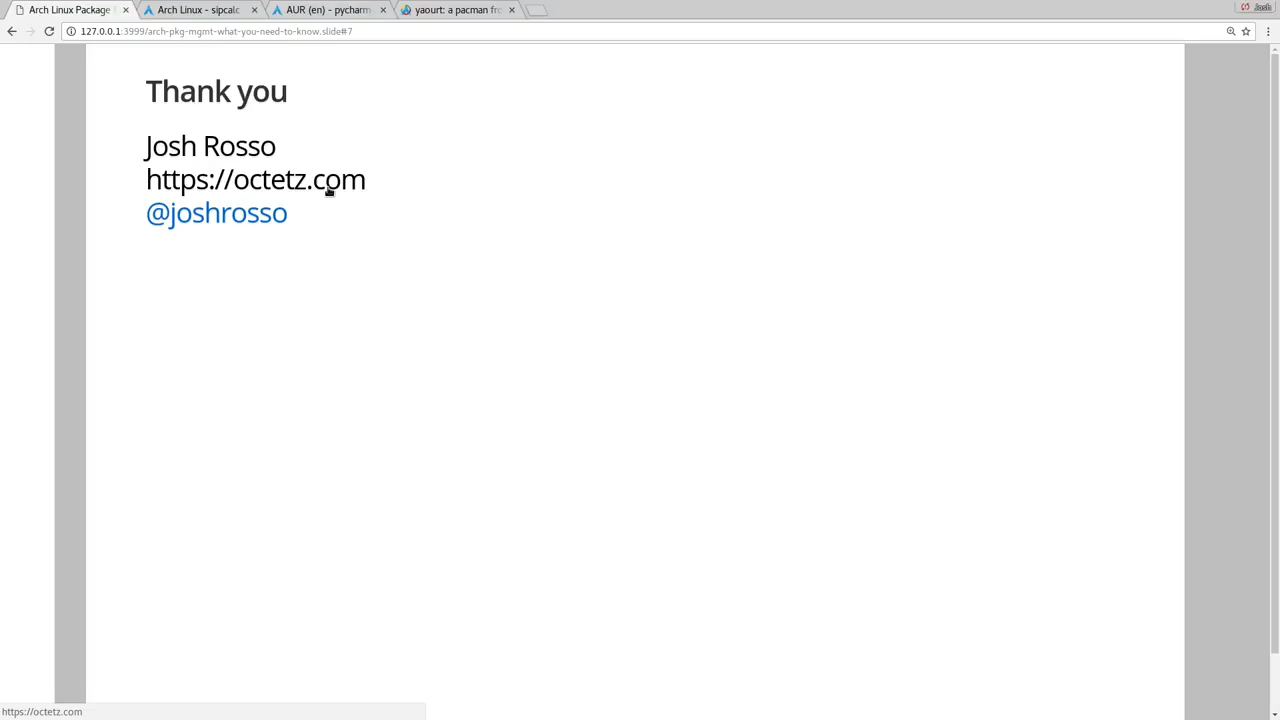 Arch Linux Package
Arch Linux - sipcalc
AUR (en) - pycharm-
yaourt: a pacman fro
Josh
127.0.0.1:3999/arch-pkg-mgmt-what-you-need-to-know.slide#7
Thank you
Josh Rosso
https://octetz.com
@joshrosso
https://octetz.com